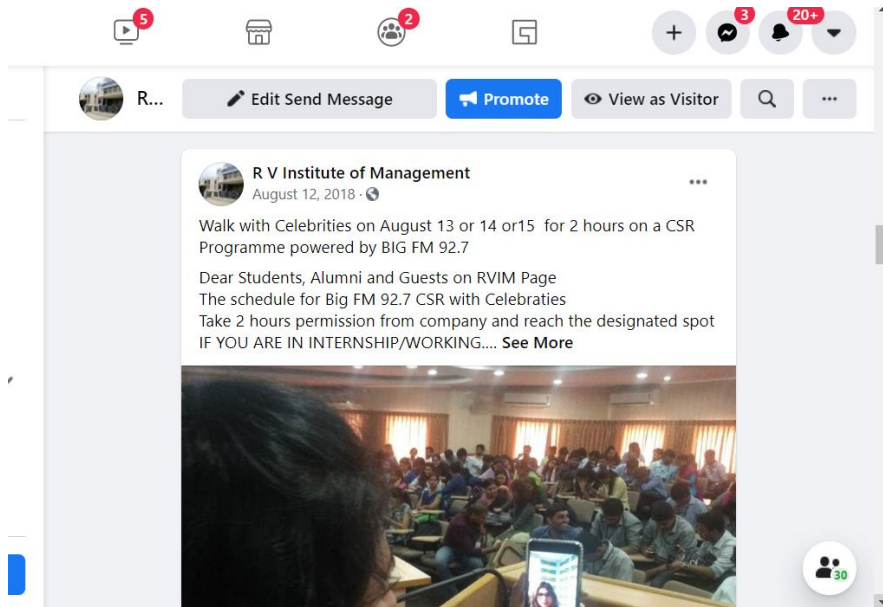 5
2
3
20+
R...
Edit Send Message
Promote
View as Visitor
R V Institute of Management
August 12, 2018 ·
Walk with Celebrities on August 13 or 14 or15 for 2 hours on a CSR
Programme powered by BIG FM 92.7
Dear Students, Alumni and Guests on RVIM Page
The schedule for Big FM 92.7 CSR with Celebraties
Take 2 hours permission from company and reach the designated spot
IF YOU ARE IN INTERNSHIP/WORKING.... See More
30